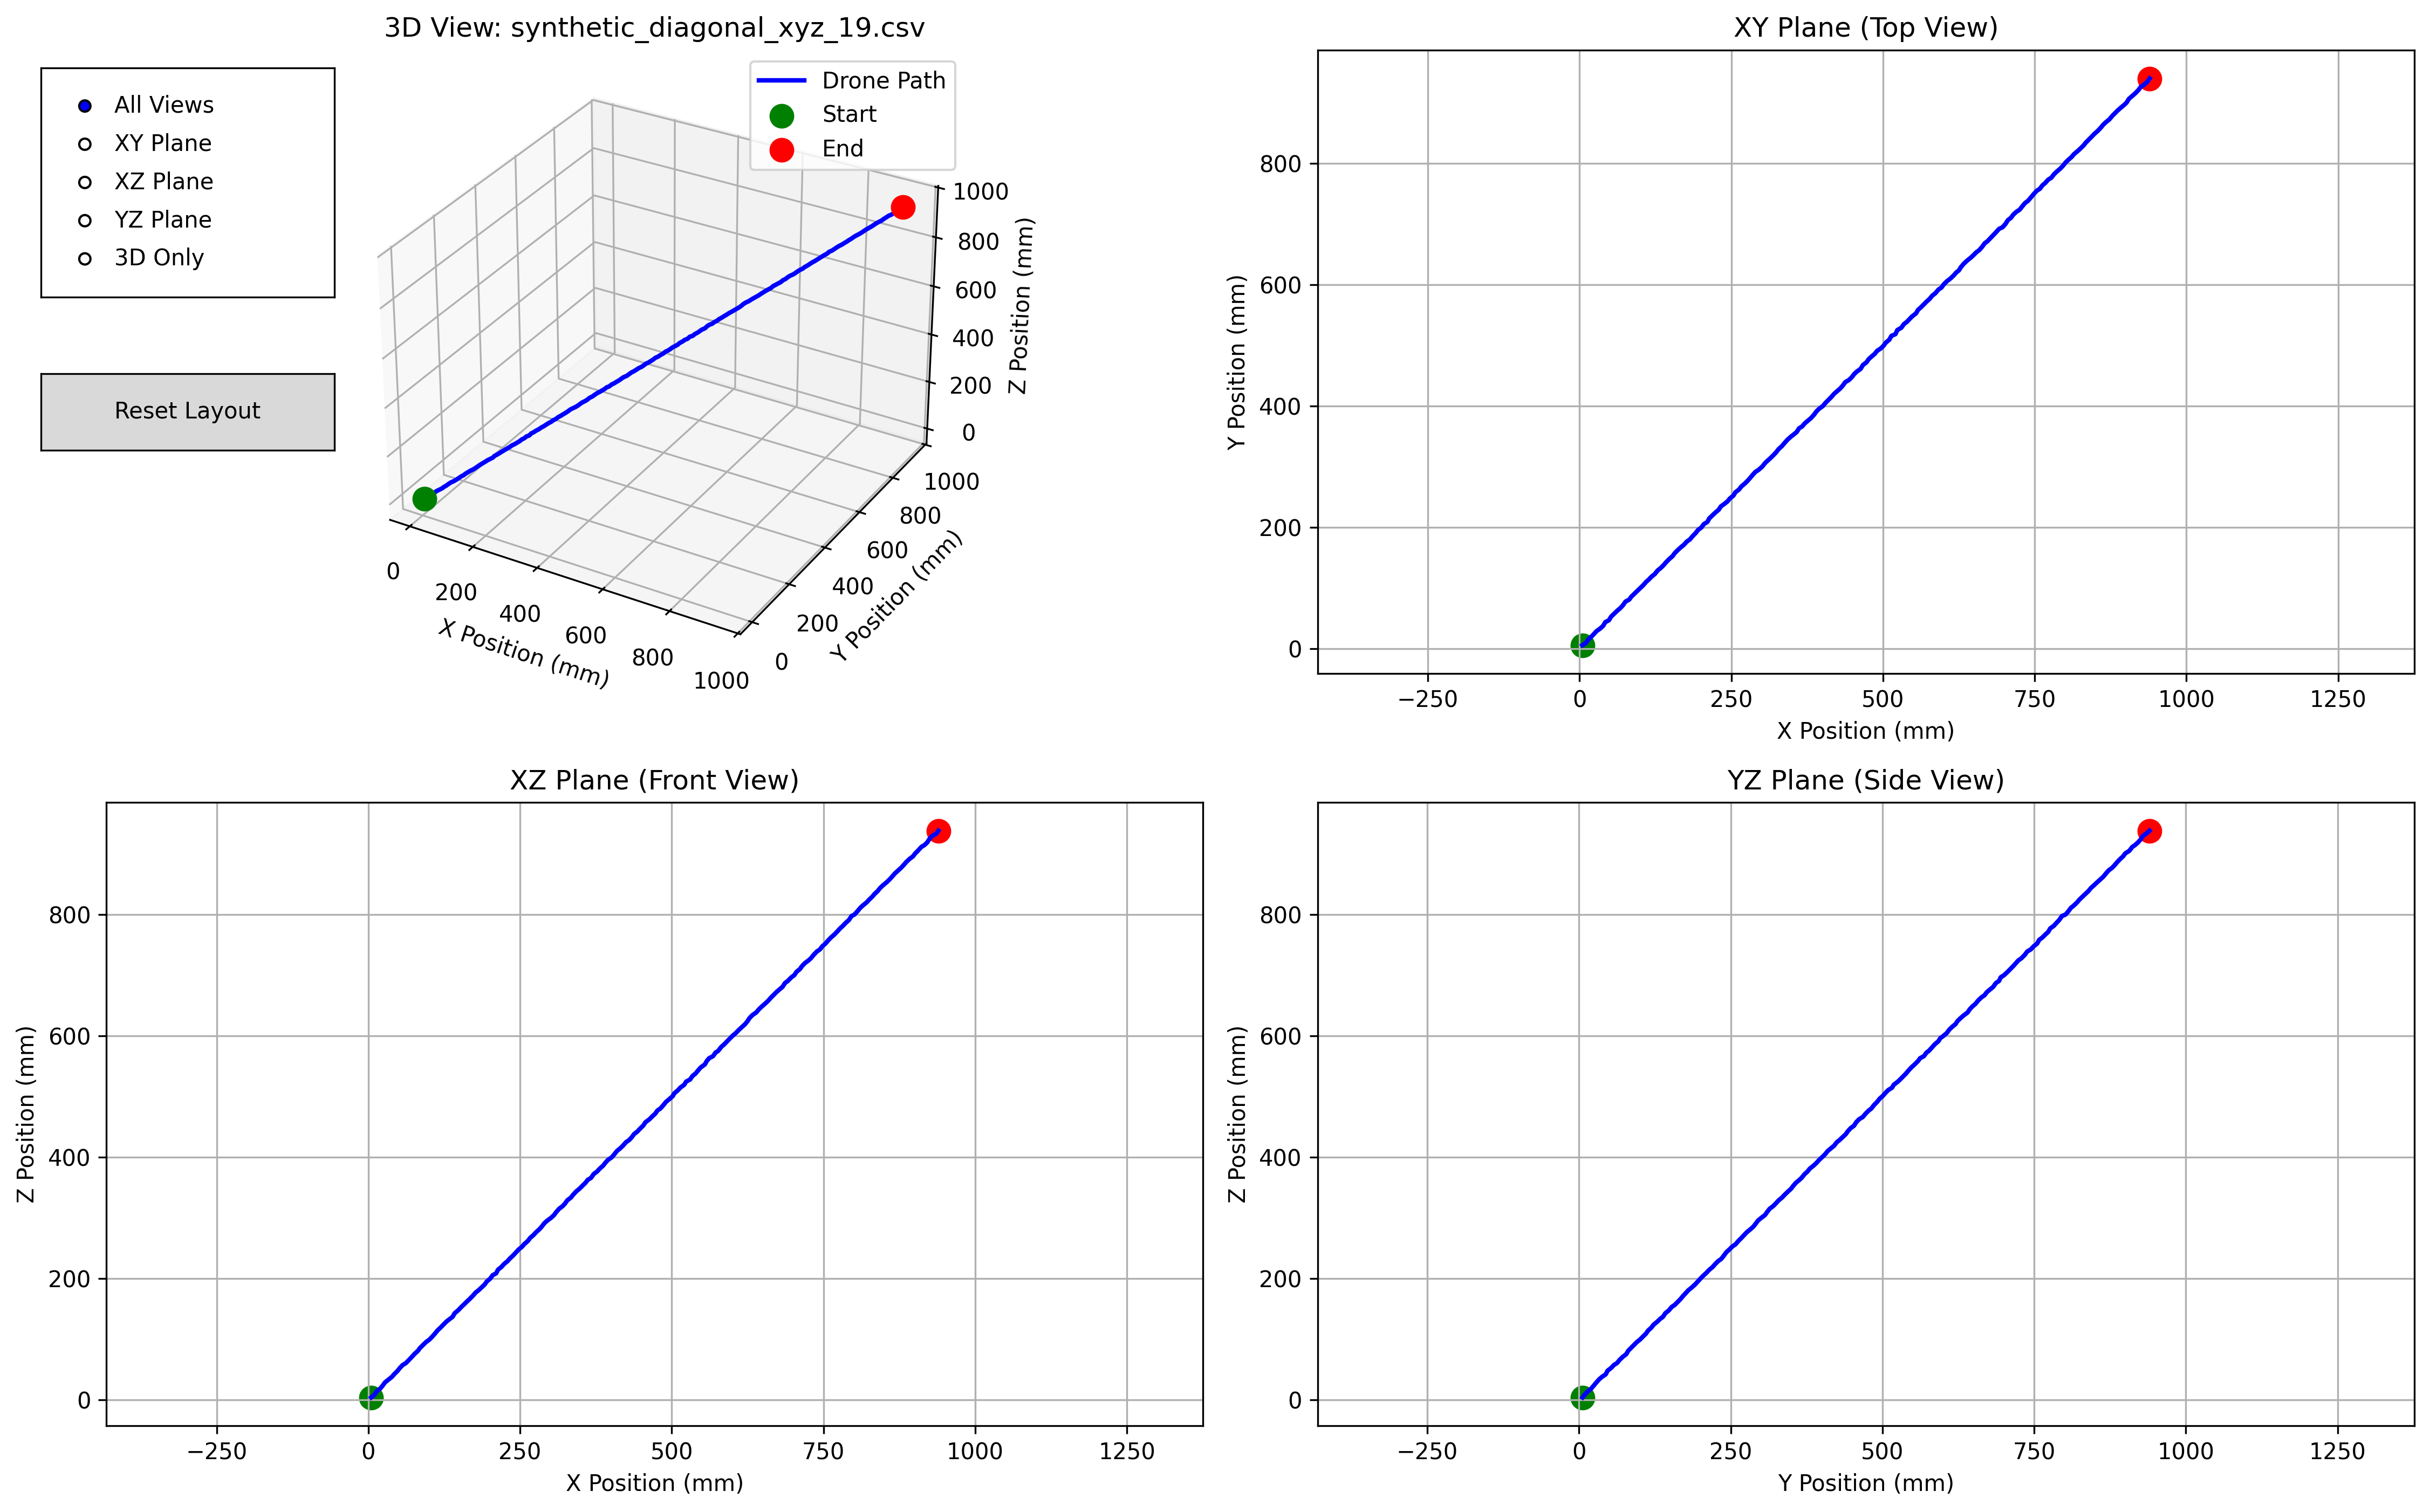 3D View: synthetic_diagonal_xyz_19.csv
All Views
XY Plane
XZ Plane
YZ Plane
3D Only
Reset Layout
Drone Path
Start
End
1000
800
600
400
200
0
Z Position (mm)
1000
800
600
400
200
0
Y Position (mm)
0
200
400
600
800
1000
X Position (mm)
XY Plane (Top View)
800
600
400
200
0
Y Position (mm)
−250 0 250 500 750 1000 1250
X Position (mm)
XZ Plane (Front View)
800
600
400
200
0
Z Position (mm)
−250 0 250 500 750 1000 1250
X Position (mm)
YZ Plane (Side View)
800
600
400
200
0
Z Position (mm)
−250 0 250 500 750 1000 1250
Y Position (mm)